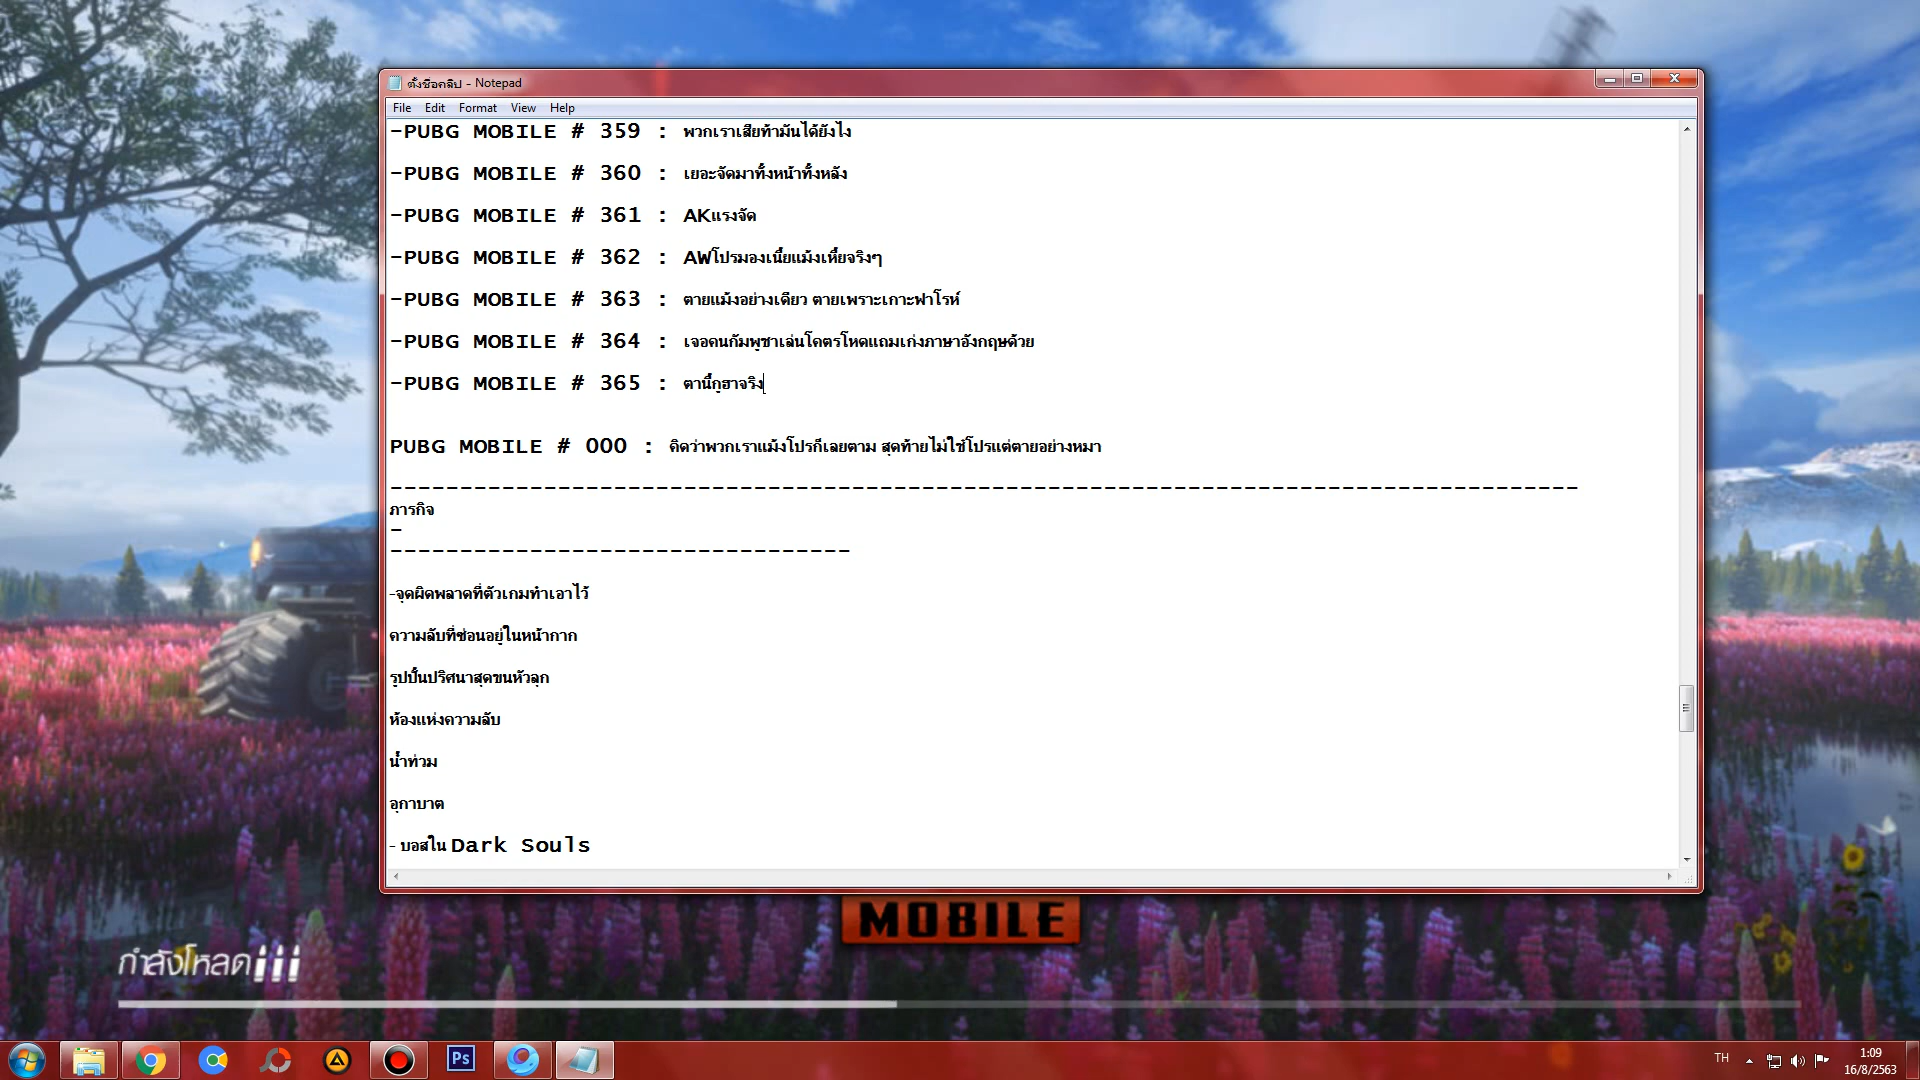 ตั้งชื่อคลิป - Notepad
File Edit Format View Help
-PUBG MOBILE # 359 : พวกเราเสียท่ามันได้ยังไง
-PUBG MOBILE # 360 : เยอะจัดมาทั้งหน้าทั้งหลัง
-PUBG MOBILE # 361 : AKแรงจัด
-PUBG MOBILE # 362 : AWโปรมองเนี้ยแม้งเหี้ยจริงๆ
-PUBG MOBILE # 363 : ตายแม้งอย่างเดียว ตายเพราะเกาะฟาโรห์
-PUBG MOBILE # 364 : เจอคนกัมพูชาเล่นโคตรโหดแถมเก่งภาษาอังกฤษด้วย
-PUBG MOBILE # 365 : ตานี้กูฮาจริง
PUBG MOBILE # 000 : คิดว่าพวกเราแม้งโปรก็เลยตาม สุดท้ายไม่ใช่โปรแต่ตายอย่างหมา
-------------------------------------------------------------------------------------
ภารกิจ
-
---------------------------------
-จุดผิดพลาดที่ตัวเกมทำเอาไว้
ความลับที่ซ่อนอยู่ในหน้ากาก
รูปปั้นปริศนาสุดขนหัวลุก
ห้องแห่งความลับ
น้ำท่วม
อุกาบาต
- บอสใน Dark Souls
MOBILE
กำลังโหลดiii
Ps
TH
1:09
16/8/2563